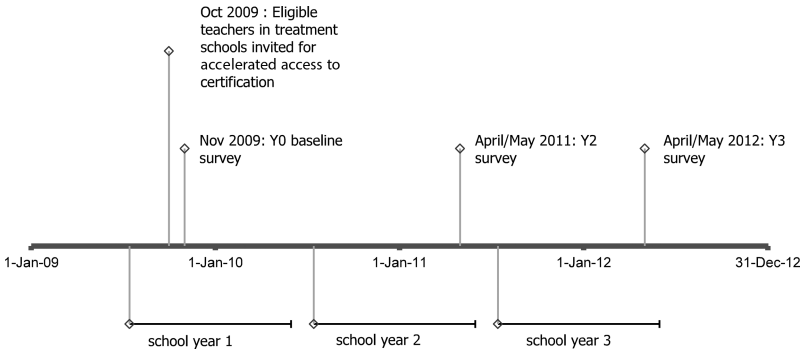 Oct 2009 : Eligible
teachers in treatment
schools invited for
accelerated access to
certification
Nov 2009: Y0 baseline
survey
April/May 2011: Y2
survey
April/May 2012: Y3
survey
1-Jan-09
1-Jan-10
1-Jan-11
1-Jan-12
31-Dec-12
school year 1
school year 2
school year 3